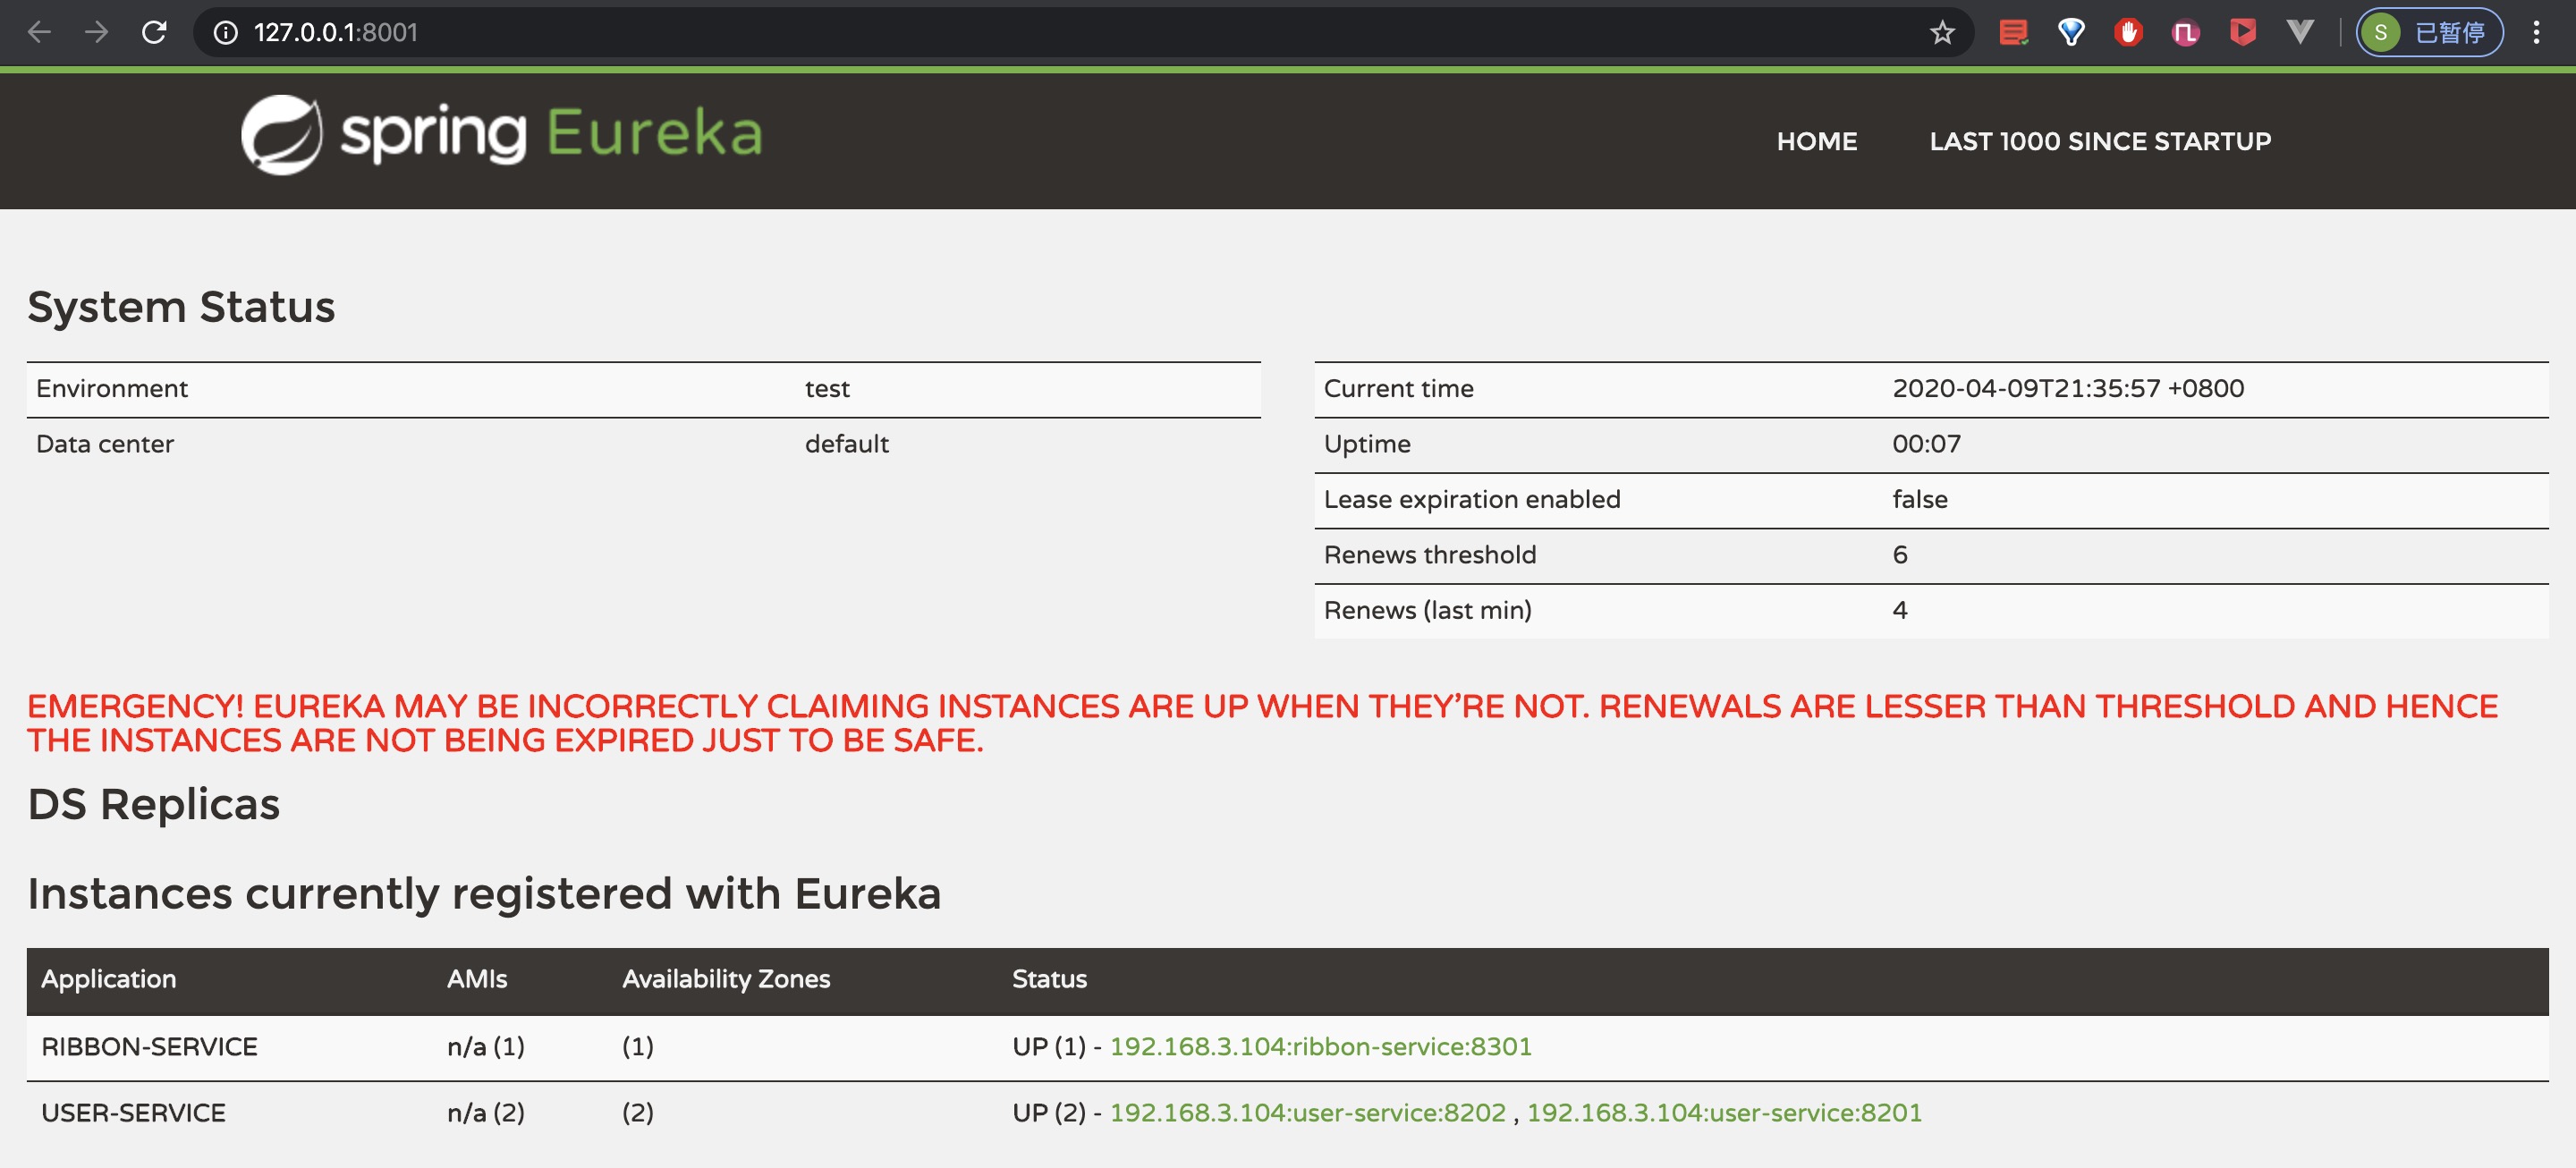 127.0.0.1:8001
S 已暂停
spring Eureka
HOME LAST 1000 SINCE STARTUP
System Status
Environment test
Data center default
Current time 2020-04-09T21:35:57 +0800
Uptime 00:07
Lease expiration enabled false
Renews threshold 6
Renews (last min) 4
EMERGENCY! EUREKA MAY BE INCORRECTLY CLAIMING INSTANCES ARE UP WHEN THEY’RE NOT. RENEWALS ARE LESSER THAN THRESHOLD AND HENCE
THE INSTANCES ARE NOT BEING EXPIRED JUST TO BE SAFE.
DS Replicas
Instances currently registered with Eureka
Application AMIs Availability Zones Status
RIBBON-SERVICE n/a (1) (1) UP (1) - 192.168.3.104:ribbon-service:8301
USER-SERVICE n/a (2) (2) UP (2) - 192.168.3.104:user-service:8202 , 192.168.3.104:user-service:8201